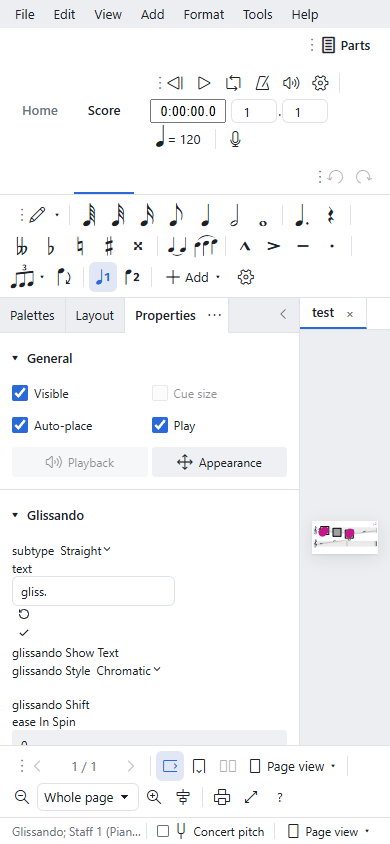 File Edit View Add Format Tools Help
Parts
Home Score 0:00:00.0 1 . 1
= 120
3
1 2 Add
Palettes Layout Properties ··· test ×
General
Visible Cue size
Auto-place Play
Playback Appearance
Glissando
subtype Straight
text
gliss.
glissando Show Text
glissando Style Chromatic
glissando Shift
ease In Spin
0
1 / 1 Page view
Whole page ?
Glissando; Staff 1 (Pian... Concert pitch Page view